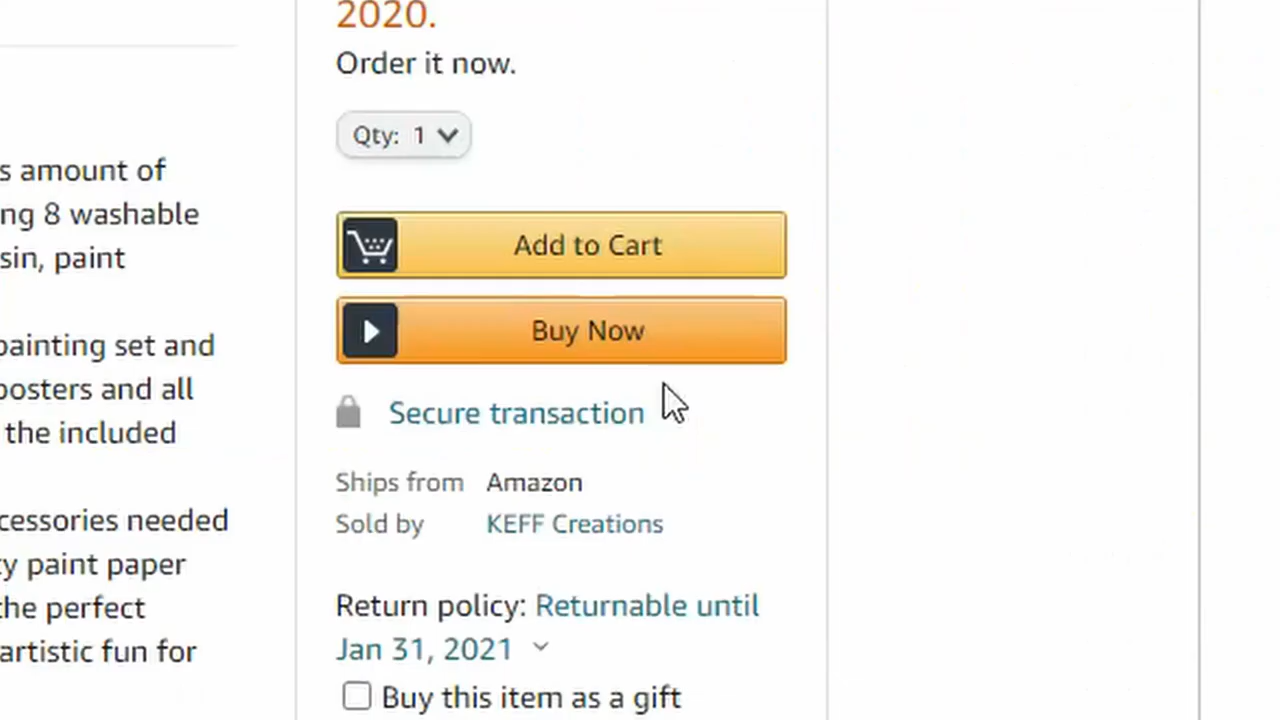 s amount of
ng 8 washable
sin, paint
painting set and
posters and all
the included
cessories needed
ty paint paper
the perfect
artistic fun for
2020.
Order it now.
Qty: 1
Add to Cart
Buy Now
Secure transaction
Ships from Amazon
Sold by KEFF Creations
Return policy: Returnable until
Jan 31, 2021
Buy this item as a gift